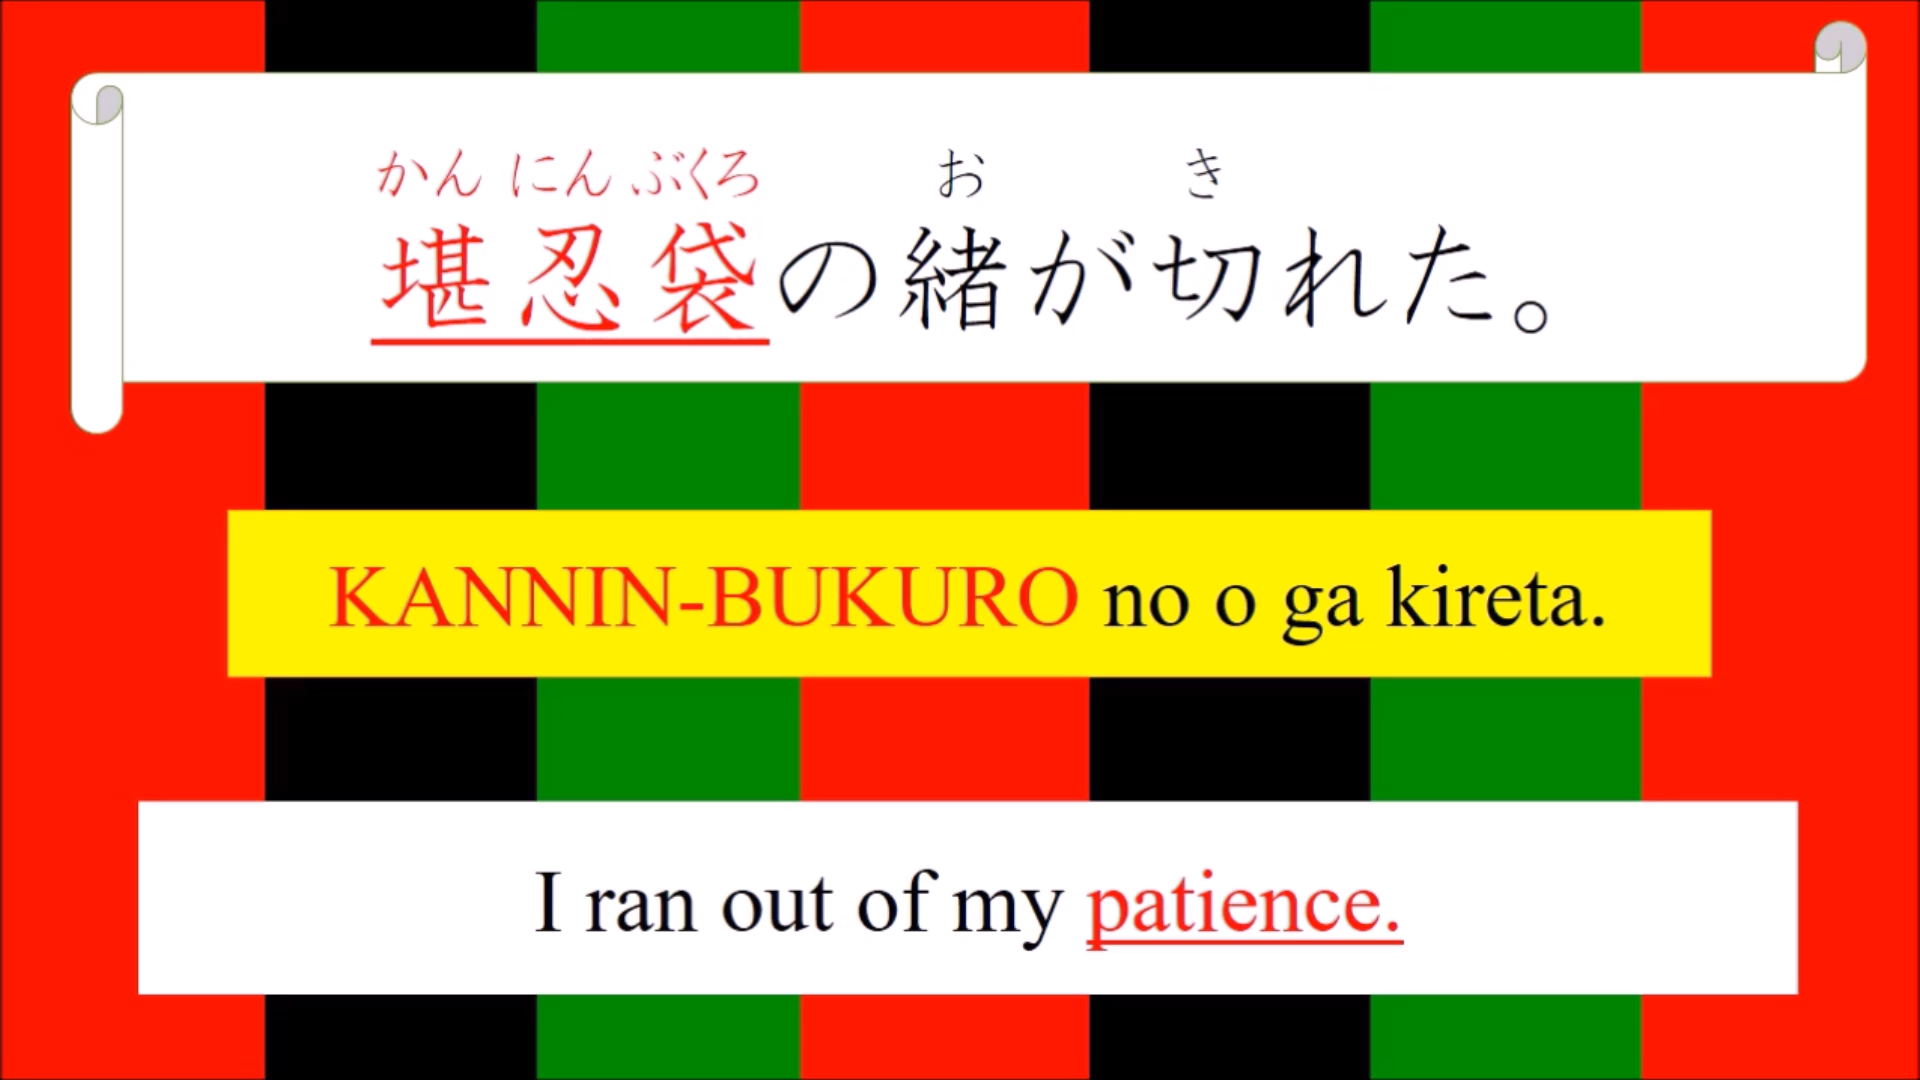 かん にん ぶくろ お き
堪忍袋の緒が切れた。
KANNIN-BUKURO no o ga kireta.
I ran out of my patience.